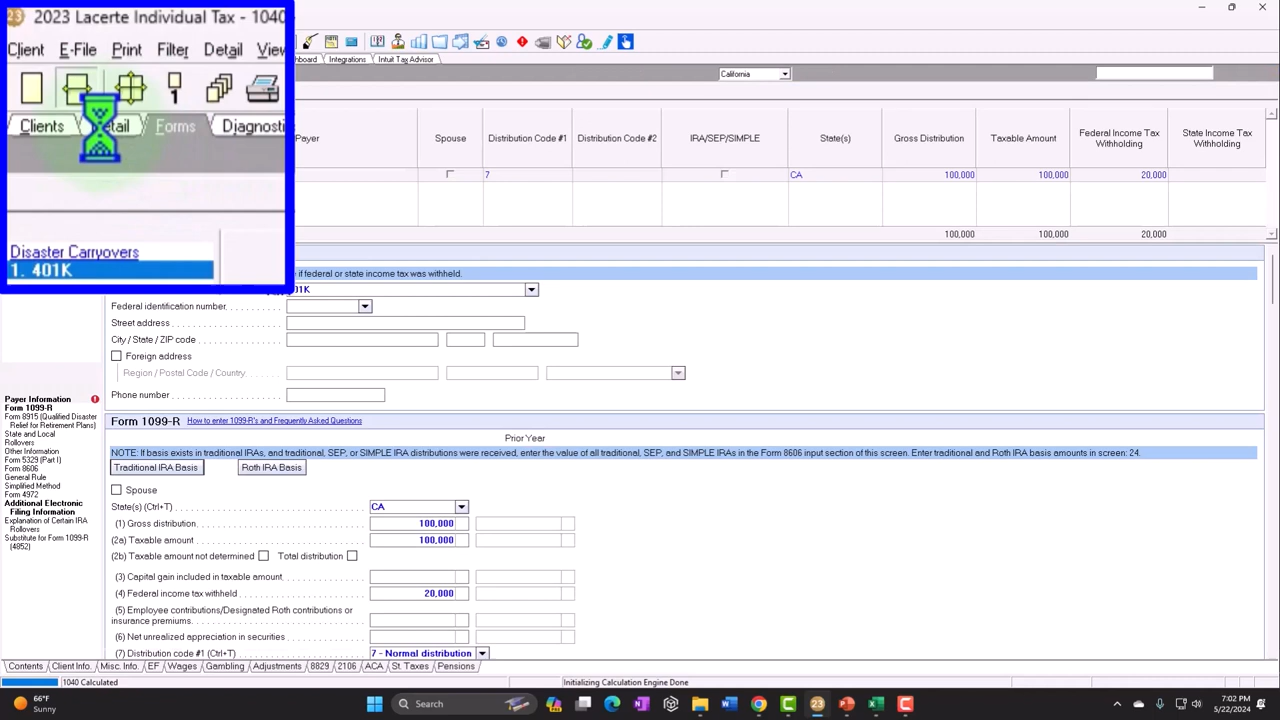 2023 Lacerte Individual Tax - 1040
Client E-File Print Filter Detail
Clients Forms
Disaster Carryovers
1. 401K
Integrations Intuit Tax Advisor
California
Payer Spouse Distribution Code #1 Distribution Code #2 IRA/SEP/SIMPLE State(s) Gross Distribution Taxable Amount Federal Income Tax Withholding State Income Tax Withholding
7 CA 100,000 100,000 20,000
100,000 100,000 20,000
if federal or state income tax was withheld.
Federal identification number
Street address
City / State / ZIP code
Foreign address
Region / Postal Code / Country
Phone number
Payer Information
Form 1099-R
Form 8915 (Qualified Disaster
Relief for Retirement Plans)
State and Local
Rollovers
Other Information
Form 5329 (Part I)
Form 8606
General Rule
Simplified Method
Form 4972
Additional Electronic
Filing Information
Explanation of Certain IRA
Rollovers
Substitute for Form 1099-R
(4852)
Form 1099-R How to enter 1099-R's and Frequently Asked Questions
Prior Year
NOTE: If basis exists in traditional IRAs, and traditional, SEP, or SIMPLE IRA distributions were received, enter the value of all traditional, SEP, and SIMPLE IRAs in the Form 8606 input section of this screen. Enter traditional and Roth IRA basis amounts in screen: 24.
Traditional IRA Basis Roth IRA Basis
Spouse
State(s) (Ctrl+T) CA
(1) Gross distribution 100,000
(2a) Taxable amount 100,000
(2b) Taxable amount not determined Total distribution
(3) Capital gain included in taxable amount
(4) Federal income tax withheld 20,000
(5) Employee contributions/Designated Roth contributions or
insurance premiums
(6) Net unrealized appreciation in securities
(7) Distribution code #1 (Ctrl+T) 7 - Normal distribution
Contents Client Info. Misc. Info. EF Wages Gambling Adjustments 8829 2106 ACA St. Taxes Pensions
1040 Calculated Initializing Calculation Engine Done
66°F
Sunny
Search
7:02 PM
5/22/2024